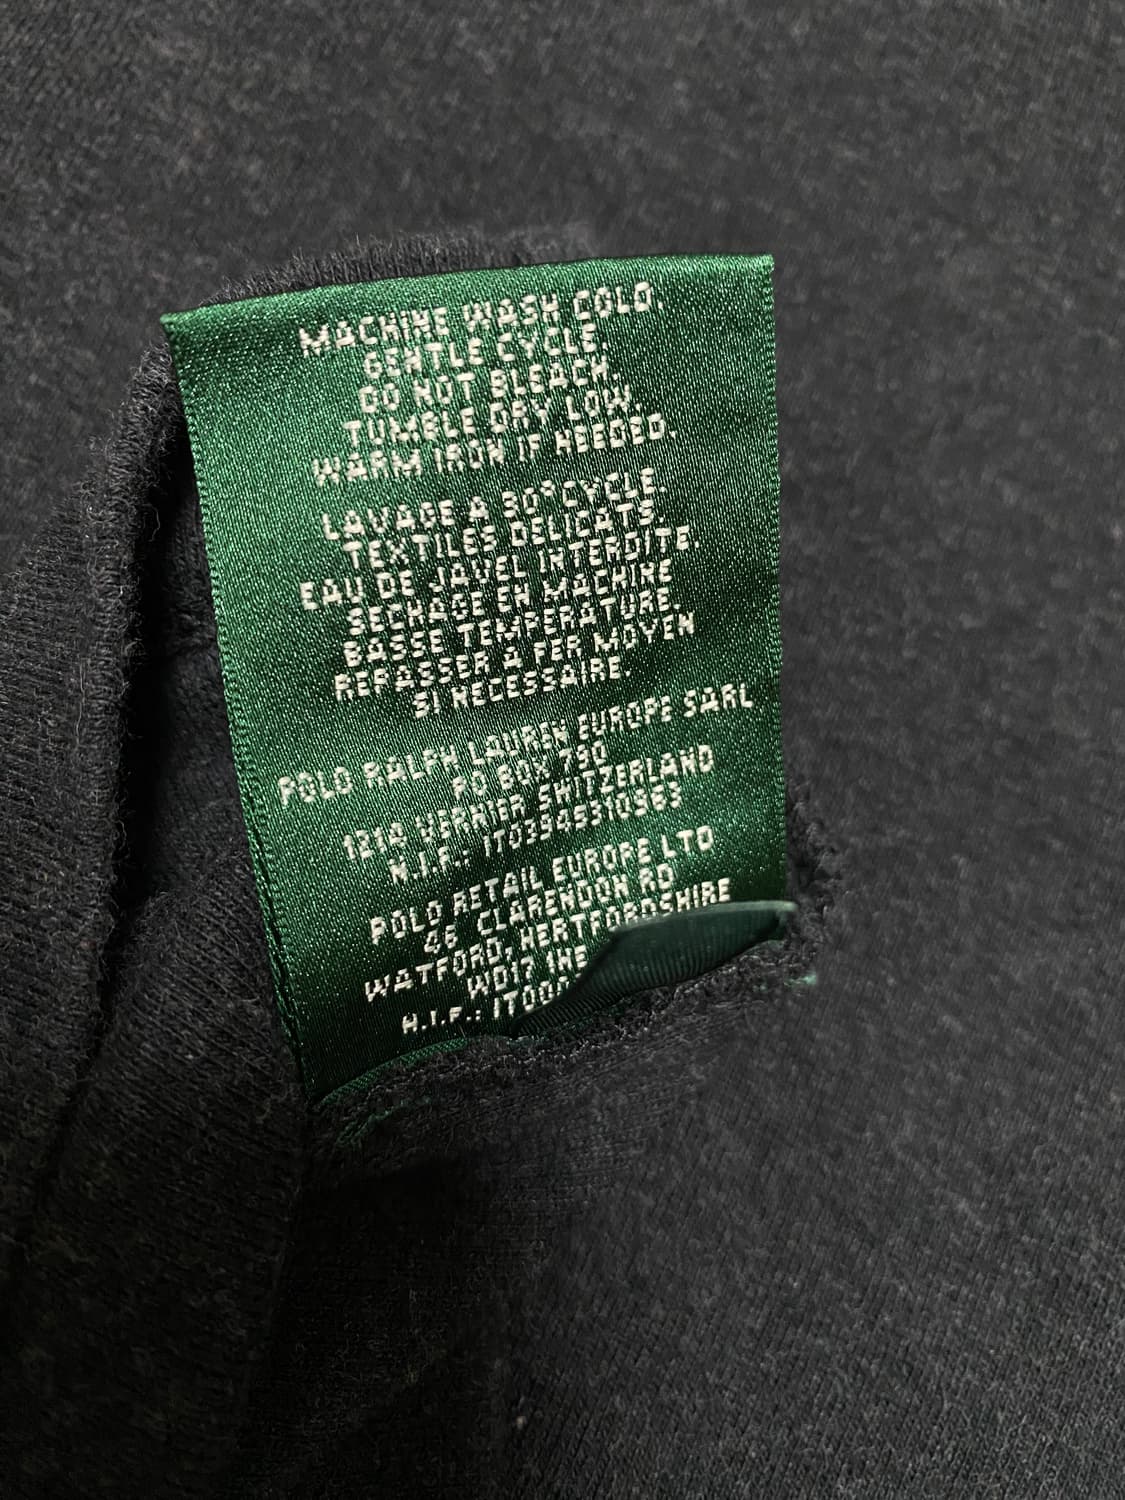 MACHINE WASH COLD.
GENTLE CYCLE.
DO NOT BLEACH.
TUMBLE DRY LOW.
WARM IRON IF NEEDED.
LAVAGE A 30°CYCLE.
TEXTILES DELICATS.
EAU DE JAVEL INTERDITE.
SECHAGE EN MACHINE
BASSE TEMPERATURE.
REPASSER A FER MOYEN
SI NECESSAIRE.
POLO RALPH LAUREN EUROPE SARL
PO BOX 790
1214 VERNIER SWITZERLAND
N.I.F.:
POLO RETAIL EUROPE LTD
46 CLARENDON RD
WATFORD, HERTFORDSHIRE
WD17 1HE
N.I.F.: